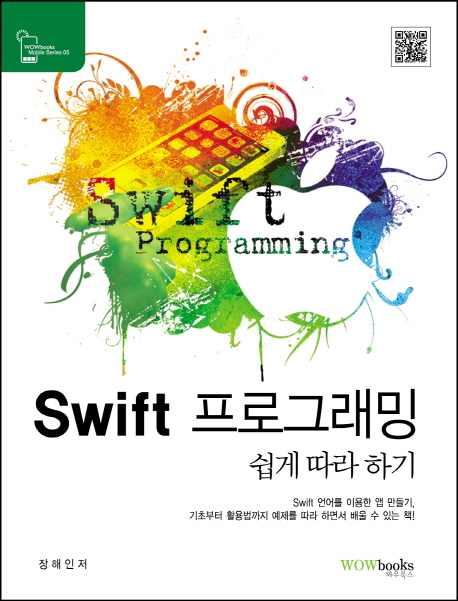 WOWbooks
Mobile Series 05
Swift
Programming
Swift 프로그래밍
쉽게 따라 하기
Swift 언어를 이용한 앱 만들기,
기초부터 활용법까지 예제를 따라 하면서 배울 수 있는 책!
장해인 저
WOWbooks
와우북스